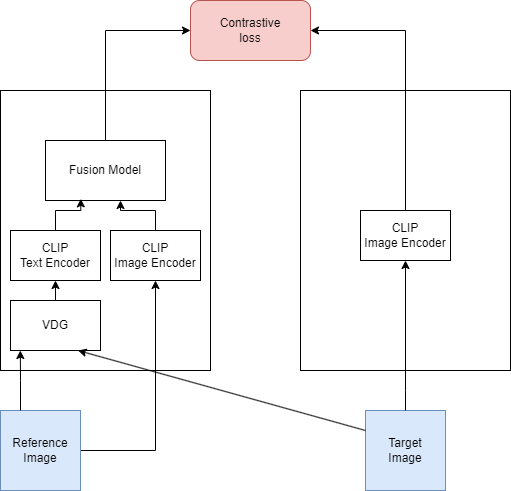 Contrastive
loss
Fusion Model
CLIP
Text Encoder
CLIP
Image Encoder
VDG
CLIP
Image Encoder
Reference
Image
Target
Image